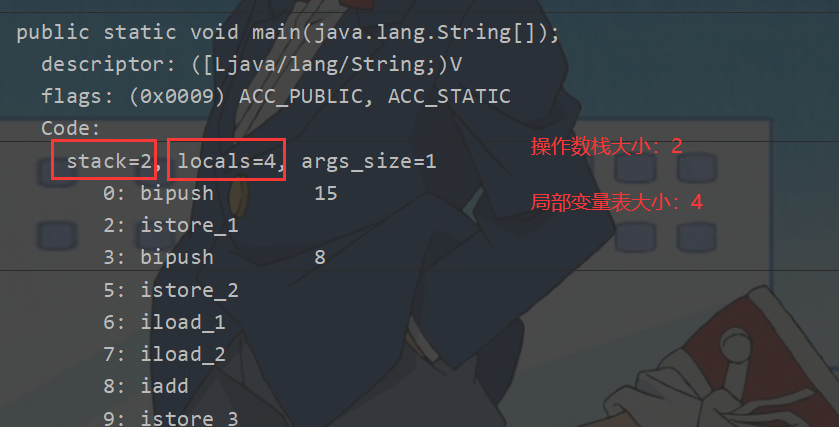 public static void main(java.lang.String[]);
descriptor: ([Ljava/lang/String;)V
flags: (0x0009) ACC_PUBLIC, ACC_STATIC
Code:
stack=2, locals=4, args_size=1
操作数栈大小：2
0: bipush 15
局部变量表大小：4
2: istore_1
3: bipush 8
5: istore_2
6: iload_1
7: iload_2
8: iadd
9: istore_3